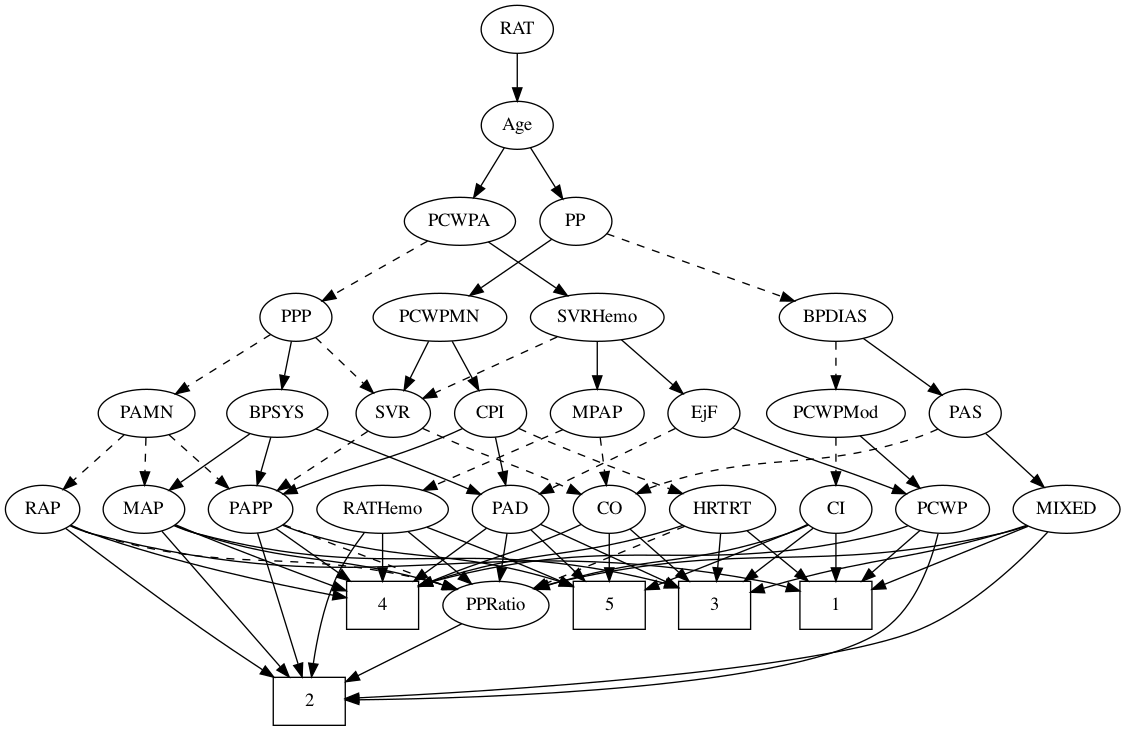 RAT
Age
PCWPA
PP
PPP
PCWPMN
SVRHemo
BPDIAS
PAMN
BPSYS
SVR
CPI
MPAP
EjF
PCWPMod
PAS
RAP
MAP
PAPP
RATHemo
PAD
CO
HRTRT
CI
PCWP
MIXED
4
PPRatio
5
3
1
2